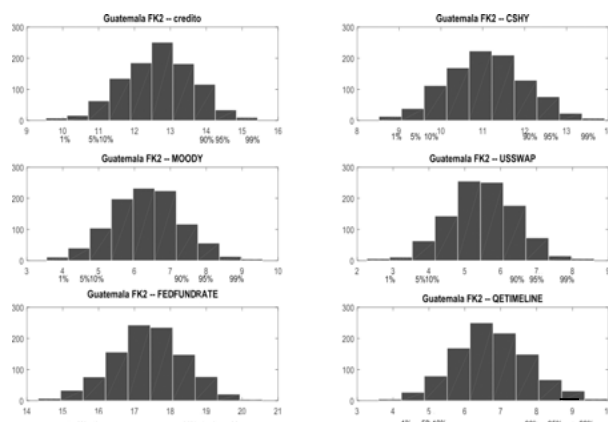 Guatemala FK2 -- credito
300
200
100
0
9 10 11 12 13 14 15 16
1% 5%10% 90%95% 99%
Guatemala FK2 -- CSHY
300
200
100
0
8 9 10 11 12 13
1% 5% 10% 90% 95% 99%
Guatemala FK2 -- MOODY
300
200
100
0
3 4 5 6 7 8 9 10
1% 5%10% 90% 95% 99%
Guatemala FK2 -- USSWAP
300
200
100
0
2 3 4 5 6 7 8 9
1% 5%10% 90% 95% 99%
Guatemala FK2 -- FEDFUNDRATE
300
200
100
0
14 15 16 17 18 19 20 21
Guatemala FK2 -- QETIMELINE
300
200
100
0
3 4 5 6 7 8 9